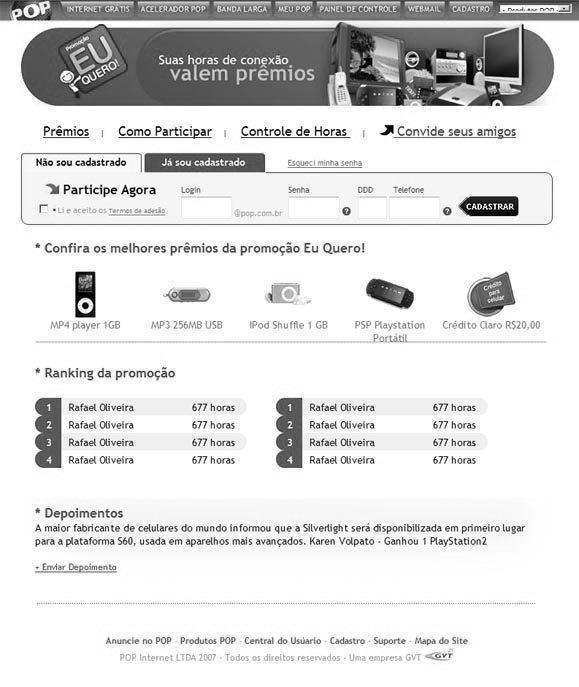 POP INTERNET GRÁTIS ACELERADOR POP BANDA LARGA MEU POP PAINEL DE CONTROLE WEBMAIL CADASTRO • Produtos POP -
Promoção
EU
QUERO!
Suas horas de conexão
valem prêmios
Prêmios | Como Participar | Controle de Horas | Convide seus amigos
Não sou cadastrado Já sou cadastrado Esqueci minha senha
Participe Agora Login Senha DDD Telefone
• Li e aceito os Termos de adesão @pop.com.br ? ? CADASTRAR
* Confira os melhores prêmios da promoção Eu Quero!
Crédito
para
celular
MP4 player 1GB MP3 256MB USB IPod Shuffle 1 GB PSP Playstation Crédito Claro R$20,00
Portátil
* Ranking da promoção
1 Rafael Oliveira 677 horas 1 Rafael Oliveira 677 horas
2 Rafael Oliveira 677 horas 2 Rafael Oliveira 677 horas
3 Rafael Oliveira 677 horas 3 Rafael Oliveira 677 horas
4 Rafael Oliveira 677 horas 4 Rafael Oliveira 677 horas
* Depoimentos
A maior fabricante de celulares do mundo informou que a Silverlight será disponibilizada em primeiro lugar
para a plataforma S60, usada em aparelhos mais avançados. Karen Volpato - Ganhou 1 PlayStation2
+ Enviar Depoimento
Anuncie no POP - Produtos POP - Central do Usúario - Cadastro - Suporte - Mapa do Site
POP Internet LTDA 2007 - Todos os direitos reservados - Uma empresa GVT GVT